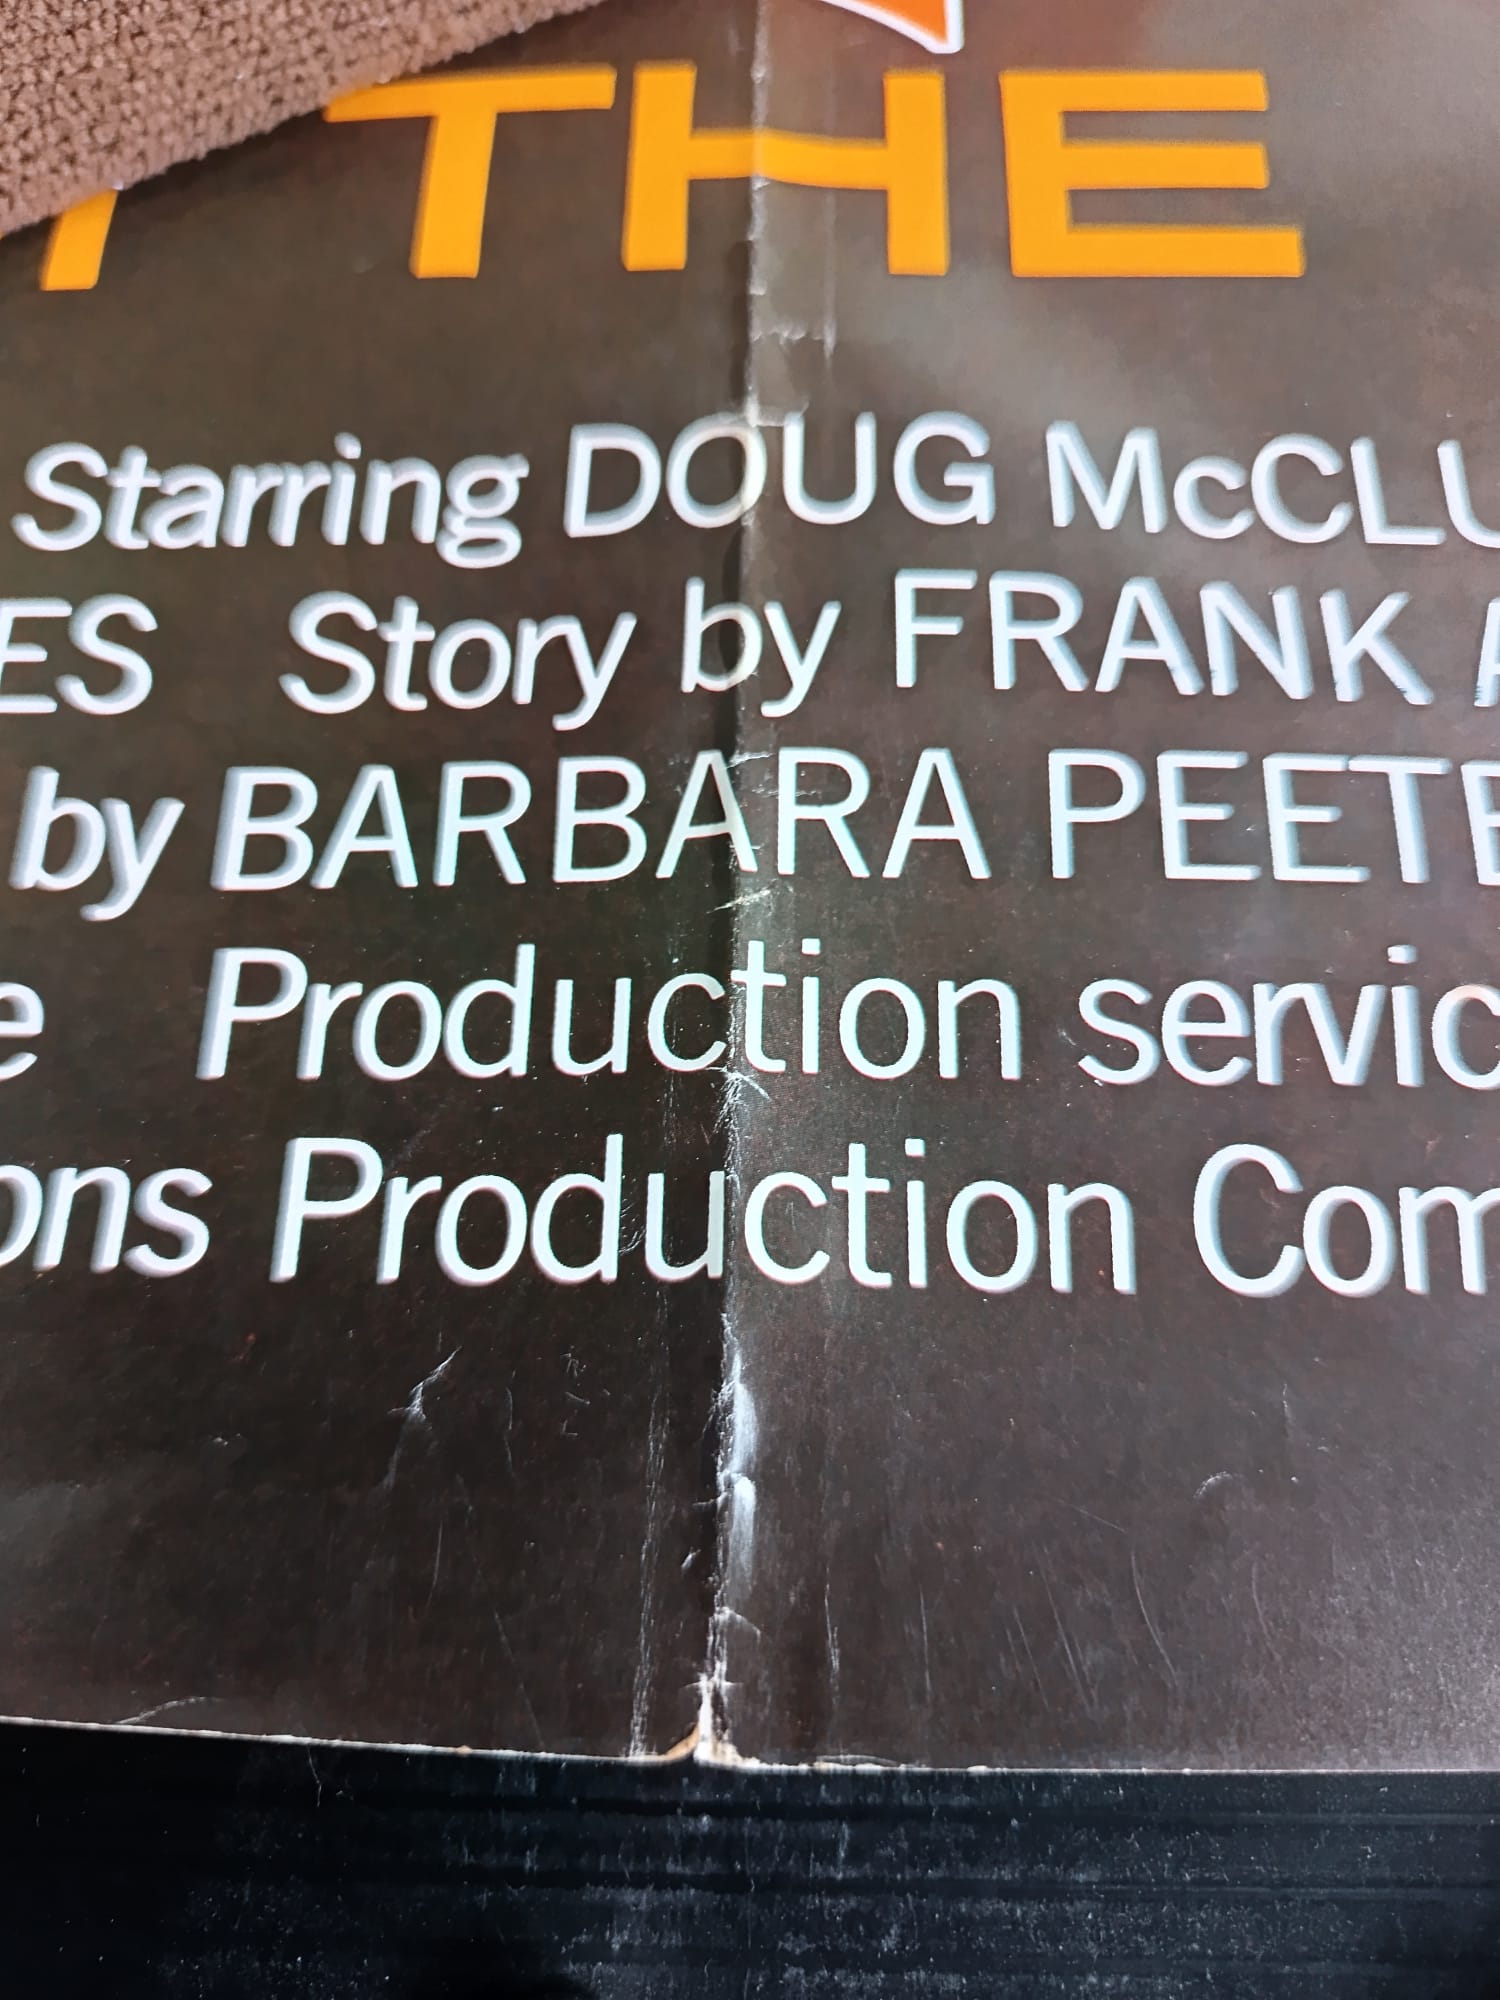 THE
Starring DOUG McCLU
ES Story by FRANK A
by BARBARA PEETE
e Production servic
ons Production Com